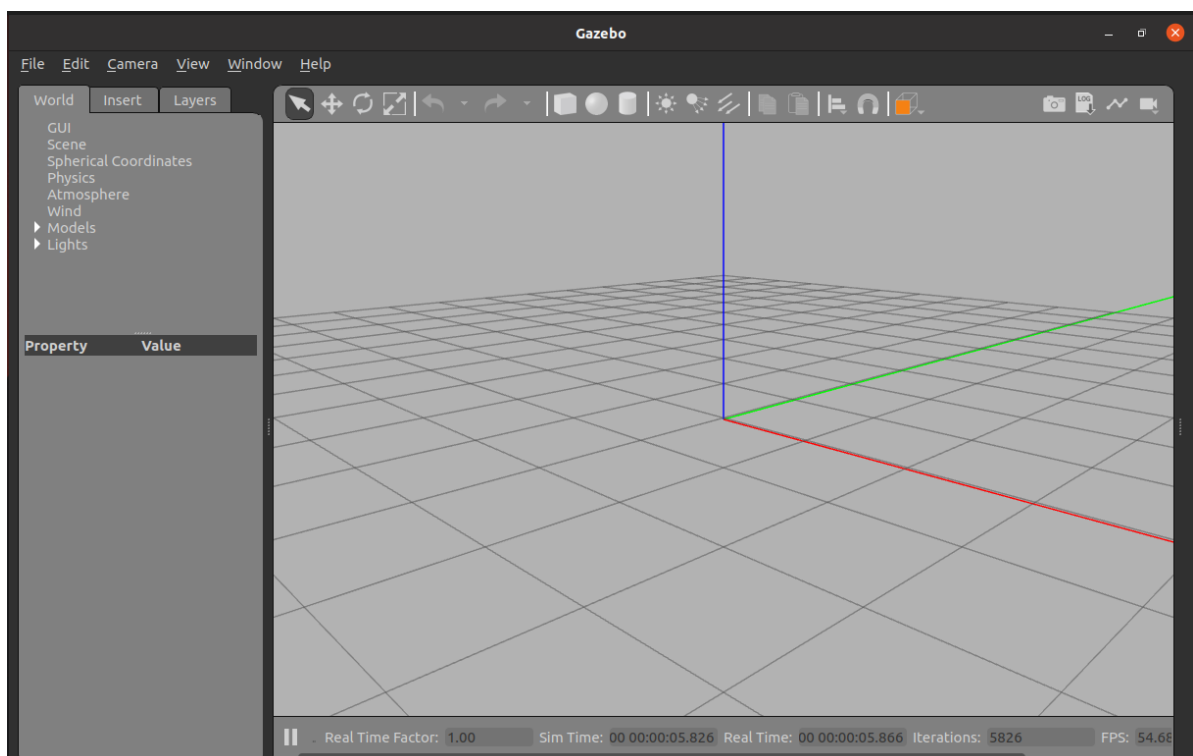 Gazebo
File Edit Camera View Window Help
World Insert Layers
LOG
GUI
Scene
Spherical Coordinates
Physics
Atmosphere
Wind
Models
Lights
Property Value
Real Time Factor: 1.00 Sim Time: 00 00:00:05.826 Real Time: 00 00:00:05.866 Iterations: 5826 FPS: 54.68